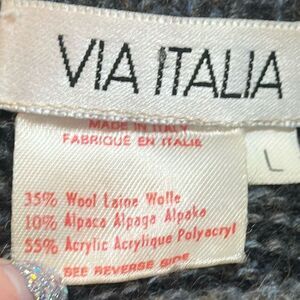 VIA ITALIA
MADE IN ITALY
FABRIQUÉ EN ITALIE
L
35% Wool Laine Wolle
10% Alpaca Alpaga Alpaka
55% Acrylic Acrylique Polyacryl
SEE REVERSE SIDE